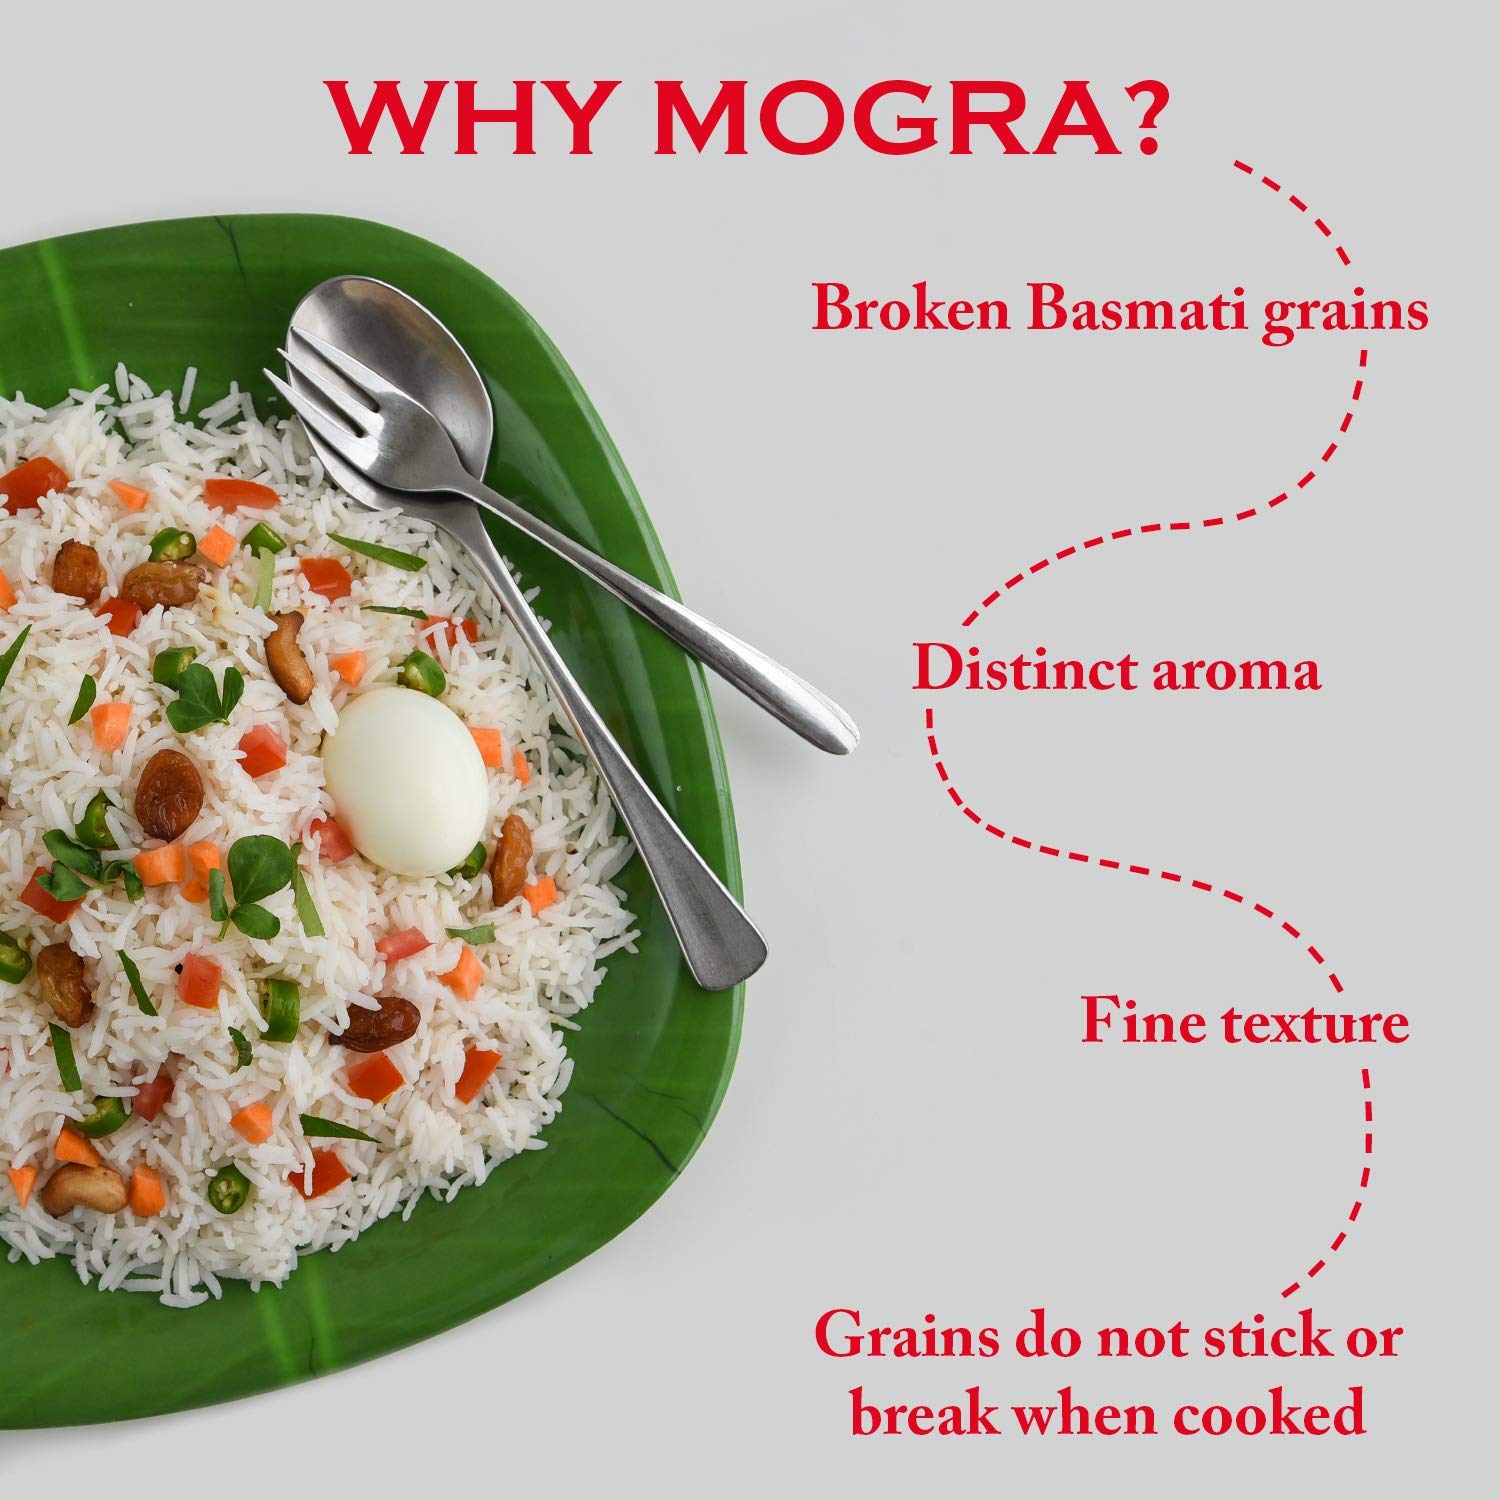 WHY MOGRA?
Broken Basmati grains
Distinct aroma
Fine texture
Grains do not stick or
break when cooked